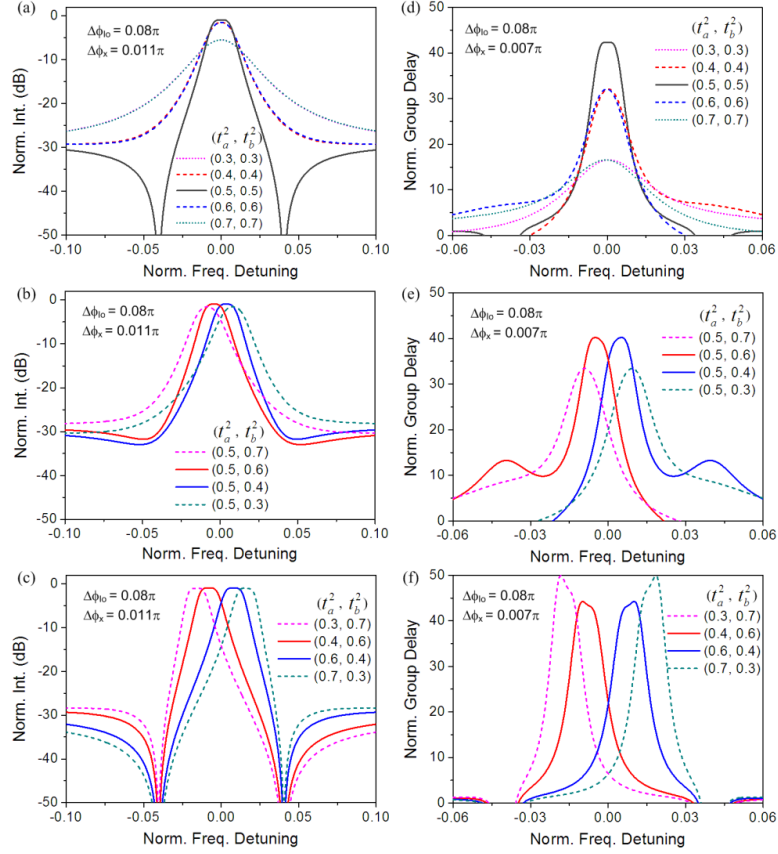 (a)
Δϕlo = 0.08π
Δϕx = 0.011π
(t²a, t²b)
(0.3, 0.3)
(0.4, 0.4)
(0.5, 0.5)
(0.6, 0.6)
(0.7, 0.7)
0
-10
-20
-30
-40
-50
-0.10 -0.05 0.00 0.05 0.10
Norm. Int. (dB)
Norm. Freq. Detuning
(d)
Δϕlo = 0.08π
Δϕx = 0.007π
(t²a, t²b)
(0.3, 0.3)
(0.4, 0.4)
(0.5, 0.5)
(0.6, 0.6)
(0.7, 0.7)
50
40
30
20
10
0
-0.06 -0.03 0.00 0.03 0.06
Norm. Group Delay
Norm. Freq. Detuning
(b)
Δϕlo = 0.08π
Δϕx = 0.011π
(t²a, t²b)
(0.5, 0.7)
(0.5, 0.6)
(0.5, 0.4)
(0.5, 0.3)
0
-10
-20
-30
-40
-50
-0.10 -0.05 0.00 0.05 0.10
Norm. Int. (dB)
Norm. Freq. Detuning
(e)
Δϕlo = 0.08π
Δϕx = 0.007π
(t²a, t²b)
(0.5, 0.7)
(0.5, 0.6)
(0.5, 0.4)
(0.5, 0.3)
50
40
30
20
10
0
-0.06 -0.03 0.00 0.03 0.06
Norm. Group Delay
Norm. Freq. Detuning
(c)
Δϕlo = 0.08π
Δϕx = 0.011π
(t²a, t²b)
(0.3, 0.7)
(0.4, 0.6)
(0.6, 0.4)
(0.7, 0.3)
0
-10
-20
-30
-40
-50
-0.10 -0.05 0.00 0.05 0.10
Norm. Int. (dB)
Norm. Freq. Detuning
(f)
Δϕlo = 0.08π
Δϕx = 0.007π
(t²a, t²b)
(0.3, 0.7)
(0.4, 0.6)
(0.6, 0.4)
(0.7, 0.3)
50
40
30
20
10
0
-0.06 -0.03 0.00 0.03 0.06
Norm. Group Delay
Norm. Freq. Detuning